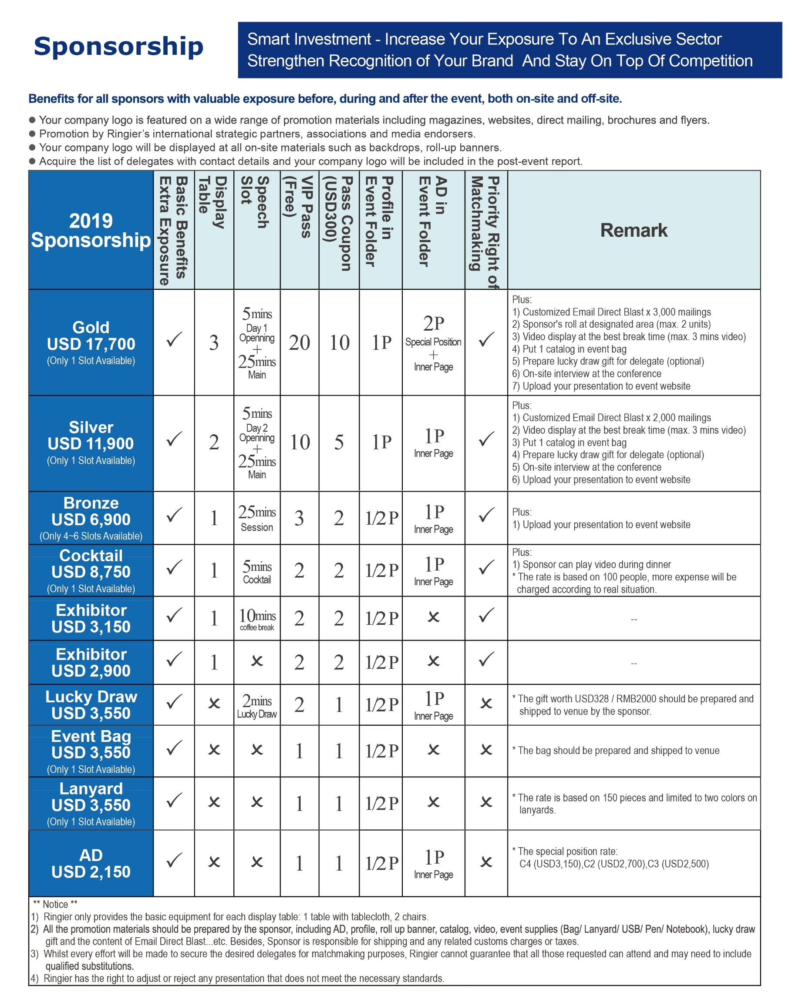 Sponsorship
Smart Investment - Increase Your Exposure To An Exclusive Sector
Strengthen Recognition of Your Brand And Stay On Top Of Competition
Benefits for all sponsors with valuable exposure before, during and after the event, both on-site and off-site.
● Your company logo is featured on a wide range of promotion materials including magazines, websites, direct mailing, brochures and flyers.
● Promotion by Ringier's international strategic partners, associations and media endorsers.
● Your company logo will be displayed at all on-site materials such as backdrops, roll-up banners.
● Acquire the list of delegates with contact details and your company logo will be included in the post-event report.
2019
Sponsorship
Basic Benefits
Extra Exposure
Display
Table
Speech
Slot
VIP Pass
(Free)
Pass Coupon
(USD300)
Profile in
Event Folder
AD in
Event Folder
Priority Right of
Matchmaking
Remark
Gold
USD 17,700
(Only 1 Slot Available)
✓
3
5mins
Day 1
Openning
+
25mins
Main
20
10
1P
2P
Special Position
+
Inner Page
✓
Plus:
1) Customized Email Direct Blast x 3,000 mailings
2) Sponsor's roll at designated area (max. 2 units)
3) Video display at the best break time (max. 3 mins video)
4) Put 1 catalog in event bag
5) Prepare lucky draw gift for delegate (optional)
6) On-site interview at the conference
7) Upload your presentation to event website
Silver
USD 11,900
(Only 1 Slot Available)
✓
2
5mins
Day 2
Openning
+
25mins
Main
10
5
1P
1P
Inner Page
✓
Plus:
1) Customized Email Direct Blast x 2,000 mailings
2) Video display at the best break time (max. 3 mins video)
3) Put 1 catalog in event bag
4) Prepare lucky draw gift for delegate (optional)
5) On-site interview at the conference
6) Upload your presentation to event website
Bronze
USD 6,900
(Only 4~6 Slots Available)
✓
1
25mins
Session
3
2
1/2 P
1P
Inner Page
✓
Plus:
1) Upload your presentation to event website
Cocktail
USD 8,750
(Only 1 Slot Available)
✓
1
5mins
Cocktail
2
2
1/2 P
1P
Inner Page
✓
Plus:
1) Sponsor can play video during dinner
* The rate is based on 100 people, more expense will be
charged according to real situation.
Exhibitor
USD 3,150
✓
1
10mins
coffee break
2
2
1/2 P
✗
✓
--
Exhibitor
USD 2,900
✓
1
✗
2
2
1/2 P
✗
✓
--
Lucky Draw
USD 3,550
✓
✗
2mins
Lucky Draw
2
1
1/2 P
1P
Inner Page
✗
* The gift worth USD328 / RMB2000 should be prepared and
shipped to venue by the sponsor.
Event Bag
USD 3,550
(Only 1 Slot Available)
✓
✗
✗
1
1
1/2 P
✗
✗
* The bag should be prepared and shipped to venue
Lanyard
USD 3,550
(Only 1 Slot Available)
✓
✗
✗
1
1
1/2 P
✗
✗
* The rate is based on 150 pieces and limited to two colors on
lanyards.
AD
USD 2,150
✓
✗
✗
1
1
1/2 P
1P
Inner Page
✗
* The special position rate:
C4 (USD3,150),C2 (USD2,700),C3 (USD2,500)
** Notice **
1) Ringier only provides the basic equipment for each display table: 1 table with tablecloth, 2 chairs.
2) All the promotion materials should be prepared by the sponsor, including AD, profile, roll up banner, catalog, video, event supplies (Bag/ Lanyard/ USB/ Pen/ Notebook), lucky draw
gift and the content of Email Direct Blast...etc. Besides, Sponsor is responsible for shipping and any related customs charges or taxes.
3) Whilst every effort will be made to secure the desired delegates for matchmaking purposes, Ringier cannot guarantee that all those requested can attend and may need to include
qualified substitutions.
4) Ringier has the right to adjust or reject any presentation that does not meet the necessary standards.